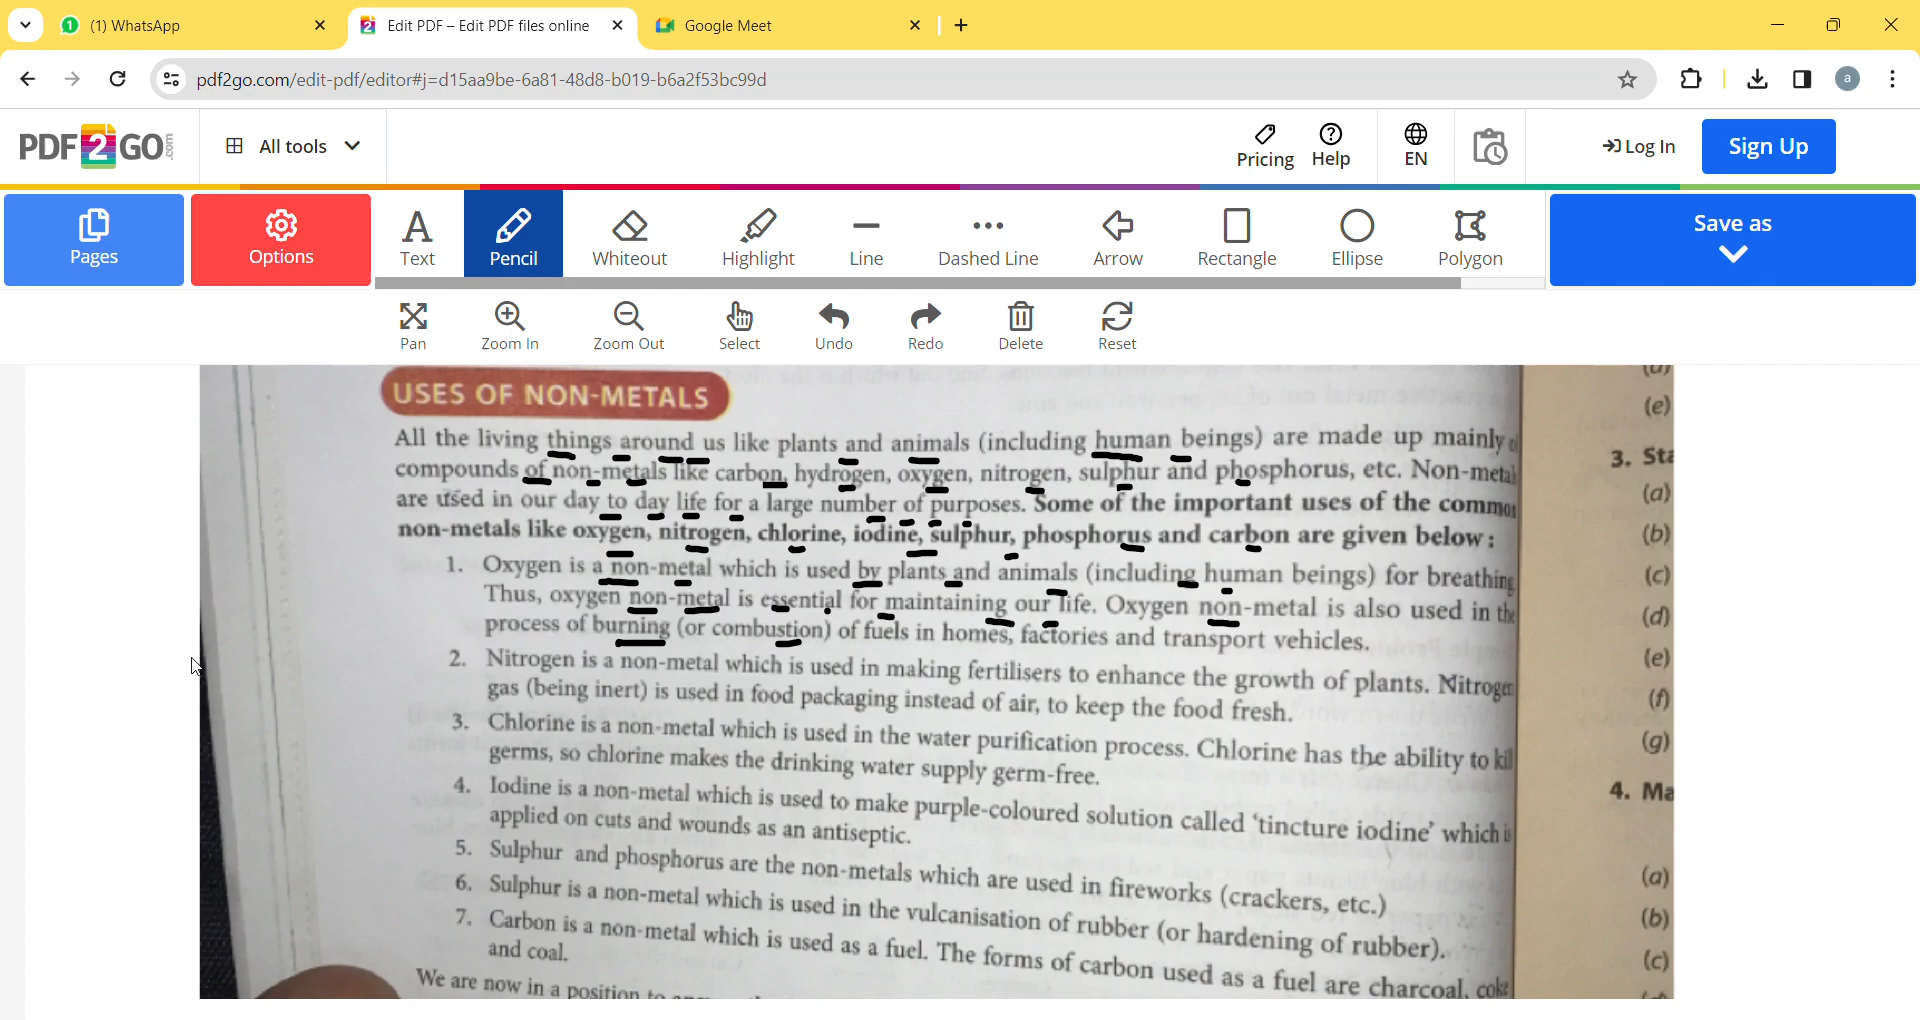 (1) WhatsApp
Edit PDF – Edit PDF files online
Google Meet
pdf2go.com/edit-pdf/editor#j=d15aa9be-6a81-48d8-b019-b6a2f53bc99d
a
PDF2GO.com
All tools
Pricing
Help
EN
Log In
Sign Up
Pages
Options
Text
Pencil
Whiteout
Highlight
Line
Dashed Line
Arrow
Rectangle
Ellipse
Polygon
Save as
Pan
Zoom In
Zoom Out
Select
Undo
Redo
Delete
Reset
USES OF NON-METALS
All the living things around us like plants and animals (including human beings) are made up mainly
compounds of non-metals like carbon, hydrogen, oxygen, nitrogen, sulphur and phosphorus, etc. Non-metal
are used in our day to day life for a large number of purposes. Some of the important uses of the common
non-metals like oxygen, nitrogen, chlorine, iodine, sulphur, phosphorus and carbon are given below :
1. Oxygen is a non-metal which is used by plants and animals (including human beings) for breathing
Thus, oxygen non-metal is essential for maintaining our life. Oxygen non-metal is also used in the
process of burning (or combustion) of fuels in homes, factories and transport vehicles.
2. Nitrogen is a non-metal which is used in making fertilisers to enhance the growth of plants. Nitrogen
gas (being inert) is used in food packaging instead of air, to keep the food fresh.
3. Chlorine is a non-metal which is used in the water purification process. Chlorine has the ability to kil
germs, so chlorine makes the drinking water supply germ-free.
4. Iodine is a non-metal which is used to make purple-coloured solution called ‘tincture iodine’ which i
applied on cuts and wounds as an antiseptic.
5. Sulphur and phosphorus are the non-metals which are used in fireworks (crackers, etc.)
6. Sulphur is a non-metal which is used in the vulcanisation of rubber (or hardening of rubber).
7. Carbon is a non-metal which is used as a fuel. The forms of carbon used as a fuel are charcoal, coke
and coal.
We are now in a position to
(e)
3. Sta
(a)
(b)
(c)
(d)
(e)
(f)
(g)
4. Ma
(a)
(b)
(c)